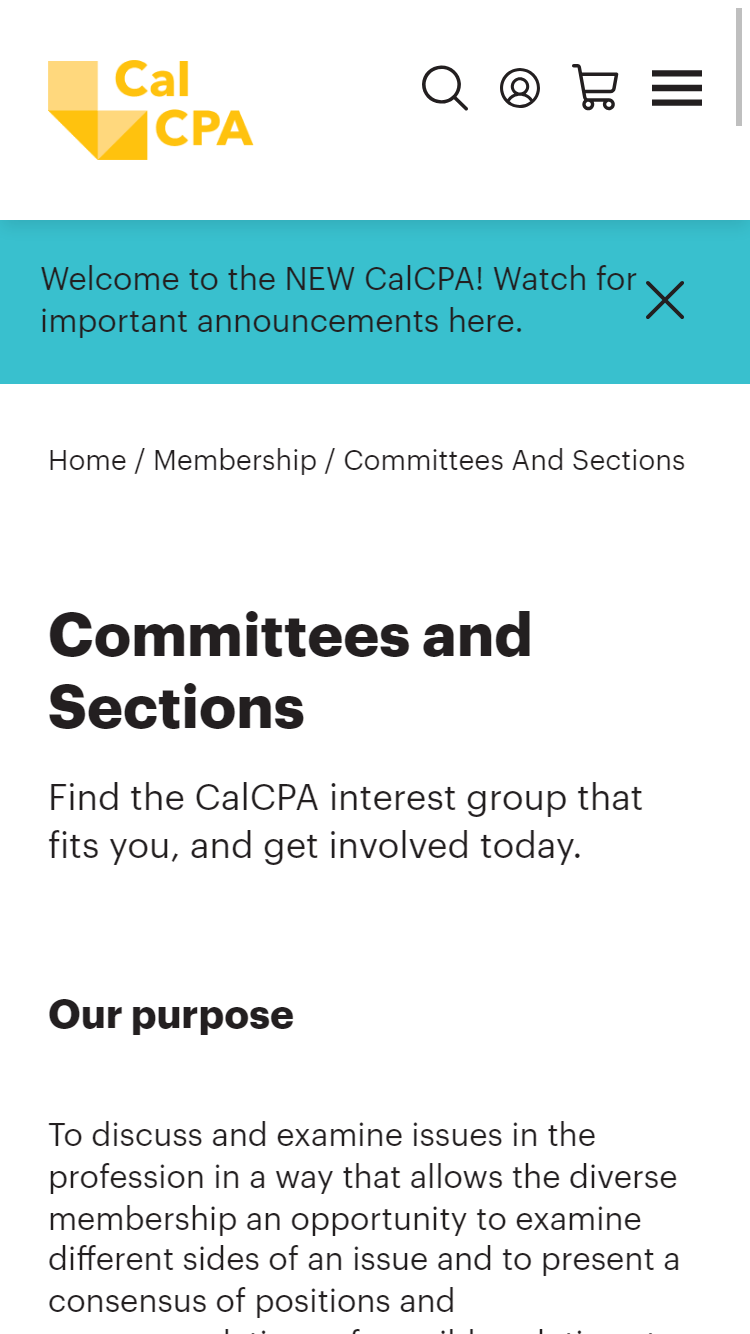 Cal
CPA
Welcome to the NEW CalCPA! Watch for
important announcements here.
Home / Membership / Committees And Sections
Committees and
Sections
Find the CalCPA interest group that
fits you, and get involved today.
Our purpose
To discuss and examine issues in the
profession in a way that allows the diverse
membership an opportunity to examine
different sides of an issue and to present a
consensus of positions and